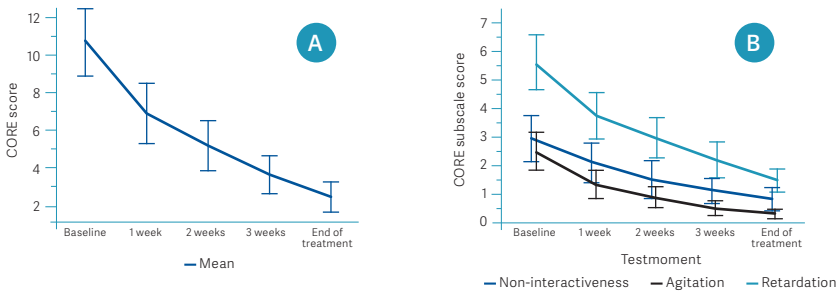 A
CORE score
12
10
8
6
4
2
Baseline
1 week
2 weeks
3 weeks
End of
treatment
Mean
B
CORE subscale score
7
6
5
4
3
2
1
0
Baseline
1 week
2 weeks
3 weeks
End of
treatment
Testmoment
Non-interactiveness Agitation Retardation